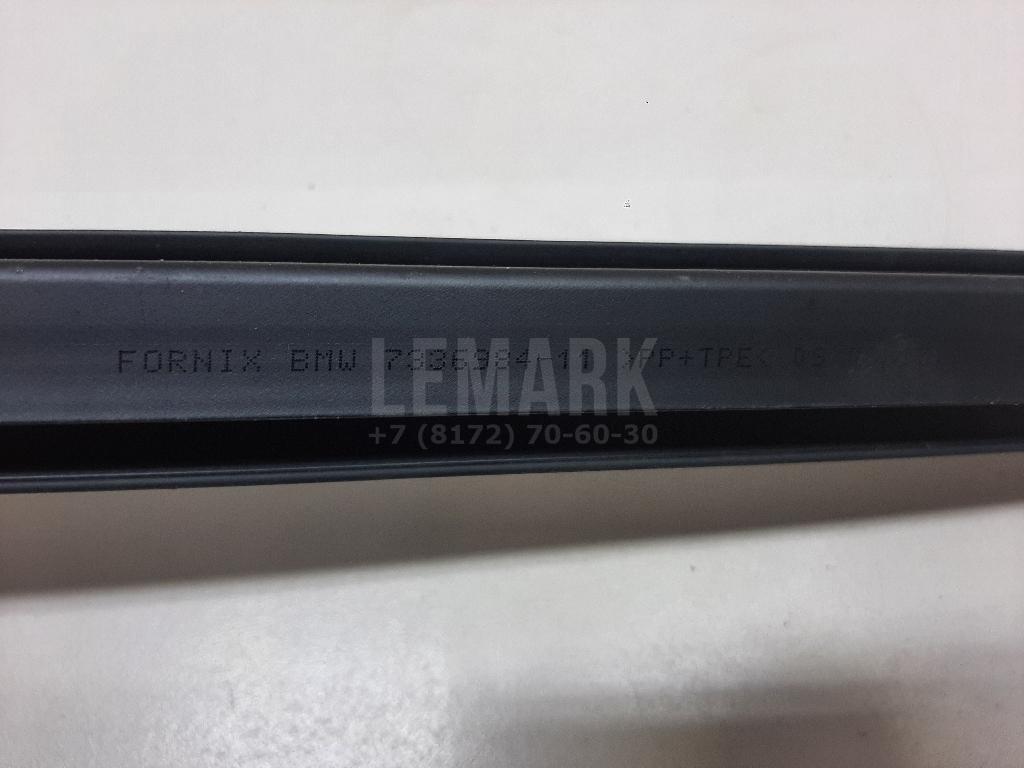 FORNIX BMW 7336984-11 >PP+TPE<
LEMARK
+7 (8172) 70-60-30